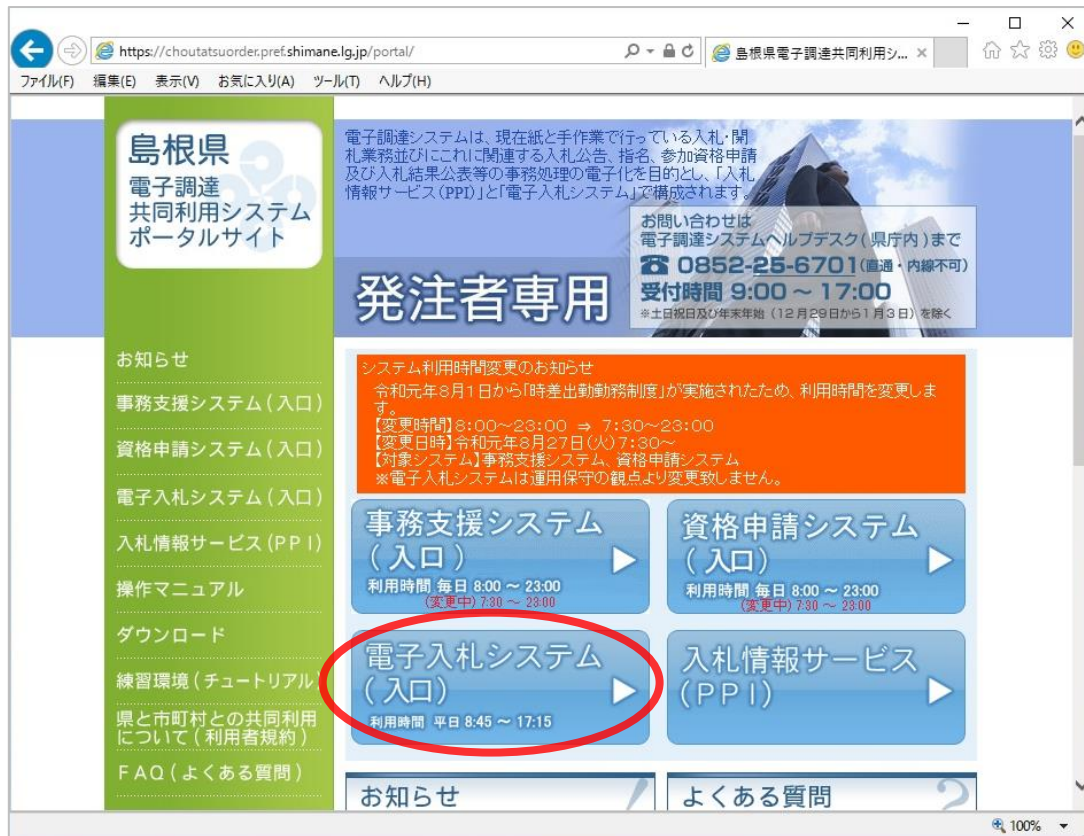 https://choutatsuorder.pref.shimane.lg.jp/portal/
島根県電子調達共同利用シ...
ファイル(F) 編集(E) 表示(V) お気に入り(A) ツール(T) ヘルプ(H)
島根県
電子調達
共同利用システム
ポータルサイト
電子調達システムは、現在紙と手作業で行っている入札・開
札業務並びにこれに関連する入札公告、指名、参加資格申請
及び入札結果公表等の事務処理の電子化を目的とし、「入札
情報サービス(PPI)」と「電子入札システム」で構成されます。
お問い合わせは
電子調達システムヘルプデスク(県庁内)まで
☎ 0852-25-6701(直通・内線不可)
受付時間 9:00 ～ 17:00
※土日祝日及び年末年始(12月29日から1月3日)を除く
発注者専用
お知らせ
事務支援システム(入口)
資格申請システム(入口)
電子入札システム(入口)
入札情報サービス(PPI)
操作マニュアル
ダウンロード
練習環境(チュートリアル)
県と市町村との共同利用
について(利用者規約)
FAQ(よくある質問)
システム利用時間変更のお知らせ
令和元年8月1日から「時差出勤勤務制度」が実施されたため、利用時間を変更しま
す。
【変更時間】8:00～23:00 ⇒ 7:30～23:00
【変更日時】令和元年8月27日(火)7:30～
【対象システム】事務支援システム、資格申請システム
※電子入札システムは運用保守の観点より変更致しません。
事務支援システム
(入口)
利用時間 毎日 8:00 ～ 23:00
(変更中) 7:30 ～ 23:00
資格申請システム
(入口)
利用時間 毎日 8:00 ～ 23:00
(変更中) 7:30 ～ 23:00
電子入札システム
(入口)
利用時間 平日 8:45 ～ 17:15
入札情報サービス
(PPI)
お知らせ
よくある質問
100%